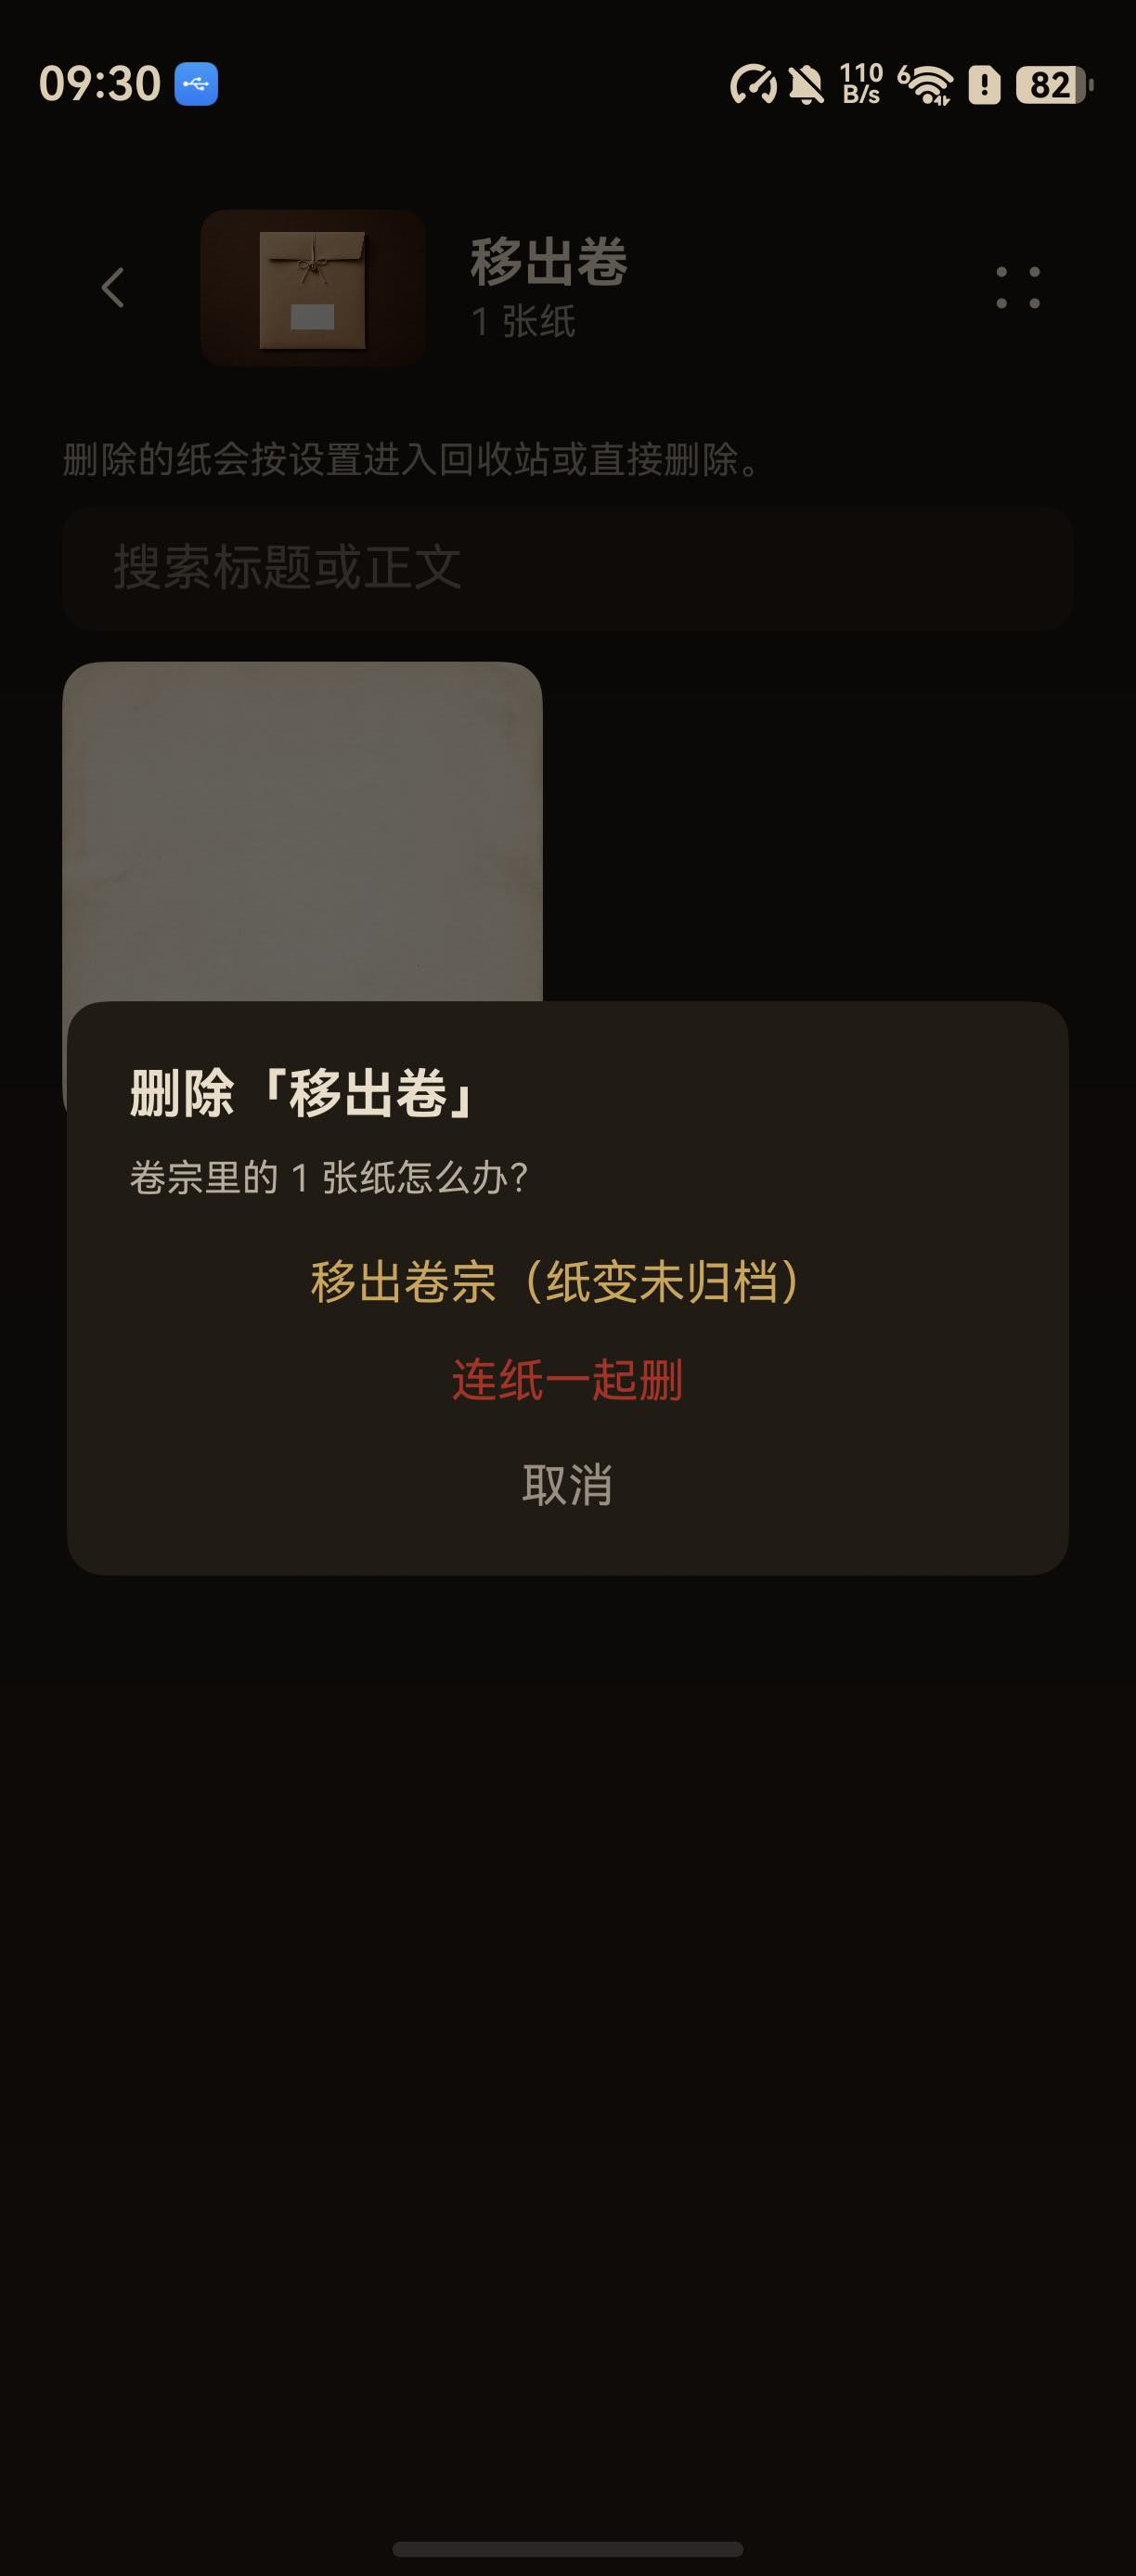 09:30
110
B/s
6
82
移出卷
1 张纸
删除的纸会按设置进入回收站或直接删除。
搜索标题或正文
删除「移出卷」
卷宗里的 1 张纸怎么办？
移出卷宗（纸变未归档）
连纸一起删
取消